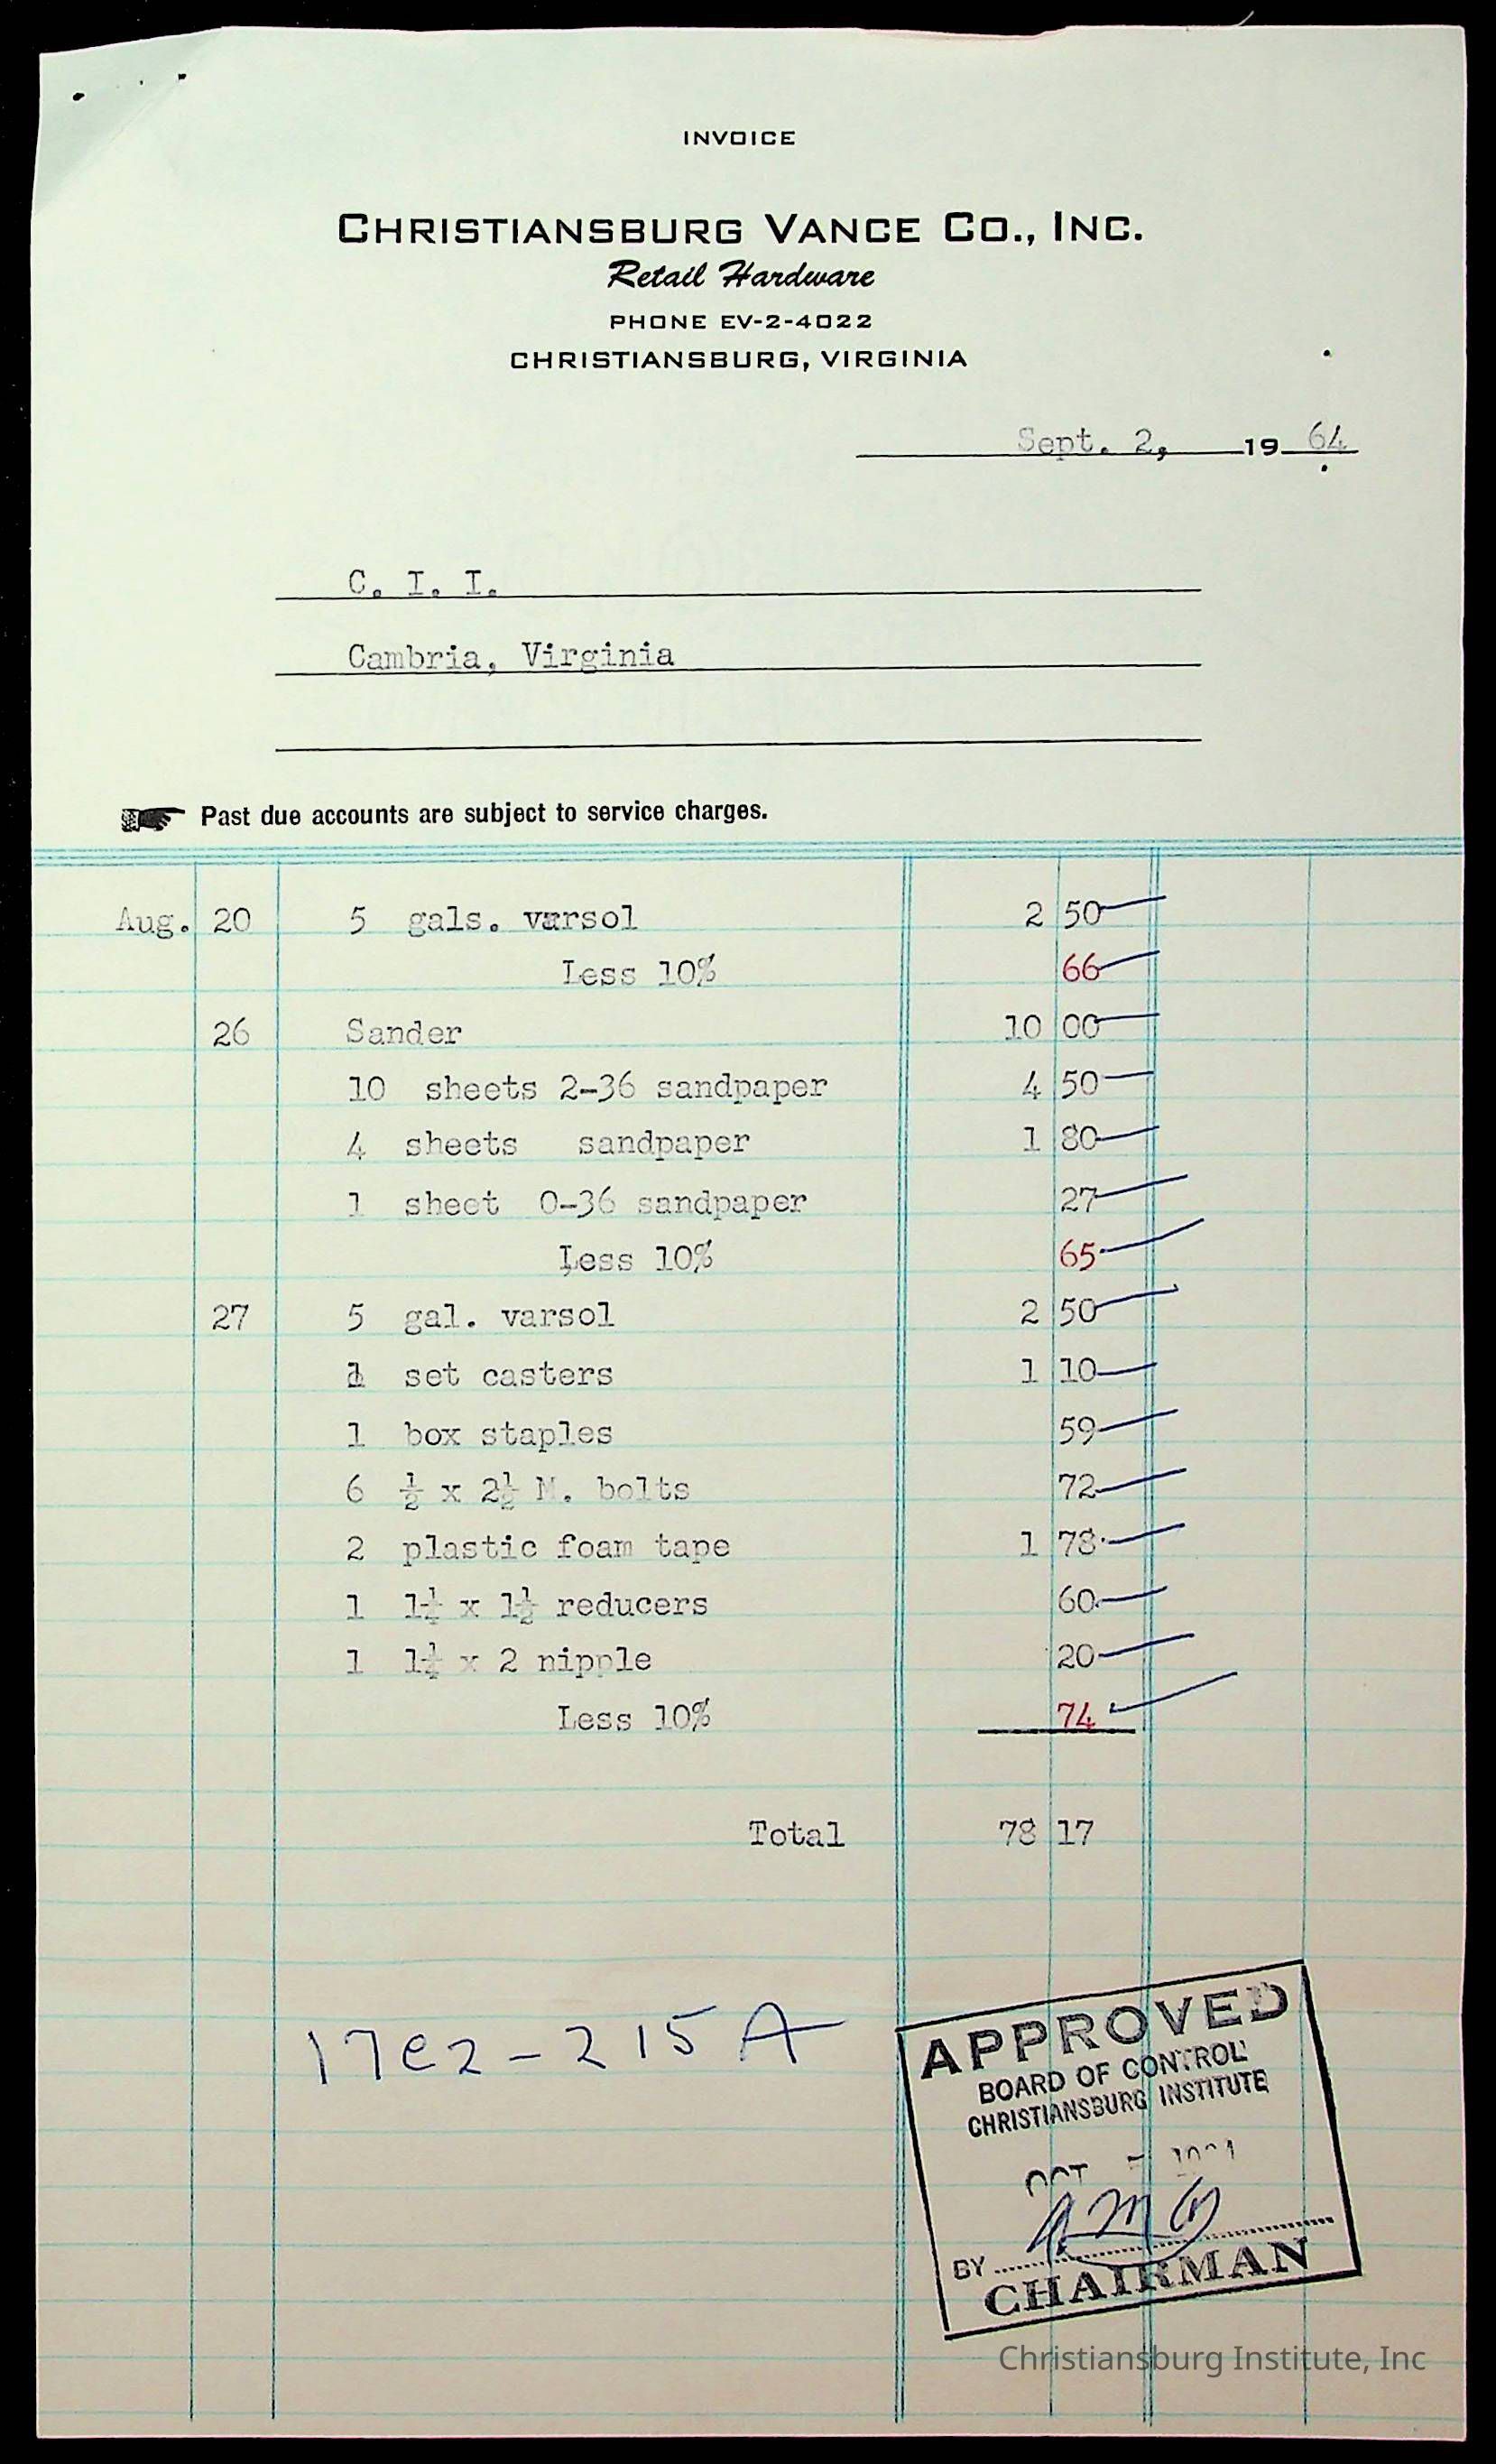 INVOICE
CHRISTIANSBURG VANCE CO., INC.
Retail Hardware
PHONE EV-2-4022
CHRISTIANSBURG, VIRGINIA
Sept. 2, 19 64
C. I. I.
Cambria, Virginia
Past due accounts are subject to service charges.
Aug. 20 5 gals. varsol 2 50
Less 10% 66
26 Sander 10 00
10 sheets 2-36 sandpaper 4 50
4 sheets sandpaper 1 80
1 sheet 0-36 sandpaper 27
Less 10% 65
27 5 gal. varsol 2 50
1 set casters 1 10
1 box staples 59
6 ½ x 2½ M. bolts 72
2 plastic foam tape 1 78
1 1¼ x 1½ reducers 60
1 1¼ x 2 nipple 20
Less 10% 74
Total 78 17
17e2-215A
APPROVED
BOARD OF CONTROL
CHRISTIANSBURG INSTITUTE
OCT
BY
CHAIRMAN
Christiansburg Institute, Inc